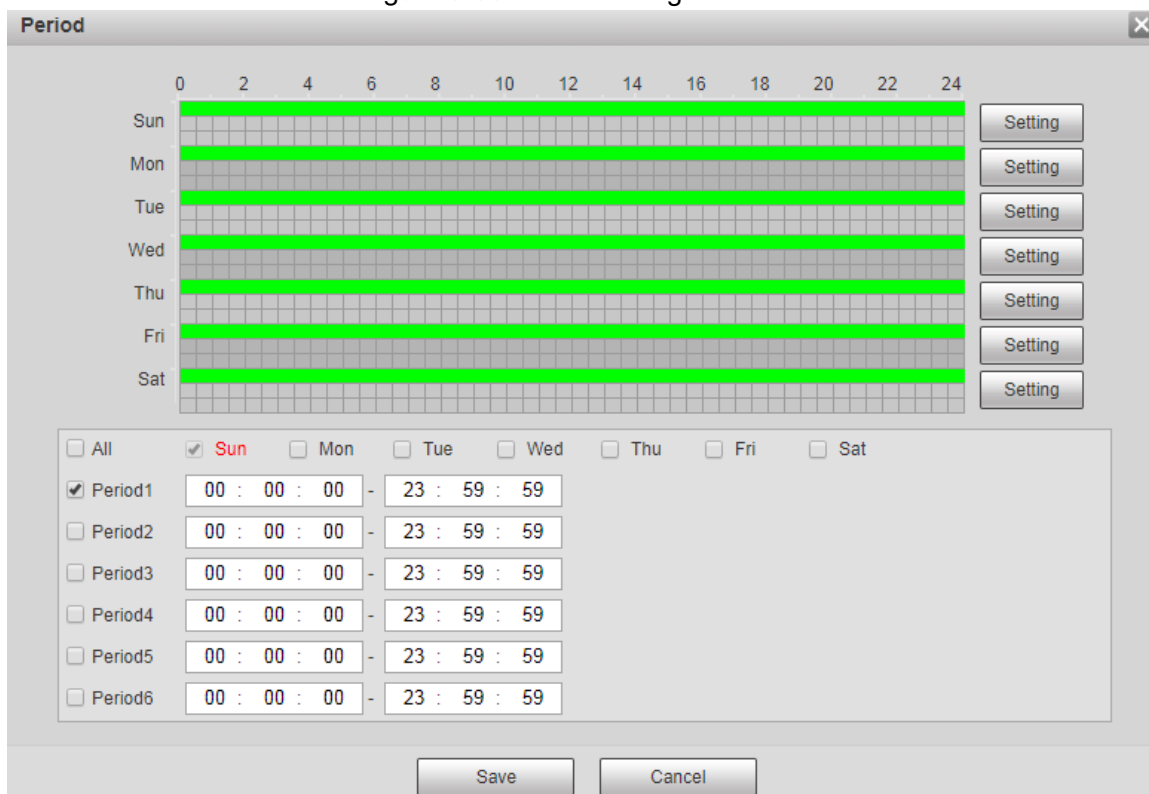 Period
0 2 4 6 8 10 12 14 16 18 20 22 24
Sun Setting
Mon Setting
Tue Setting
Wed Setting
Thu Setting
Fri Setting
Sat Setting
All Sun Mon Tue Wed Thu Fri Sat
Period1 00 : 00 : 00 - 23 : 59 : 59
Period2 00 : 00 : 00 - 23 : 59 : 59
Period3 00 : 00 : 00 - 23 : 59 : 59
Period4 00 : 00 : 00 - 23 : 59 : 59
Period5 00 : 00 : 00 - 23 : 59 : 59
Period6 00 : 00 : 00 - 23 : 59 : 59
Save Cancel